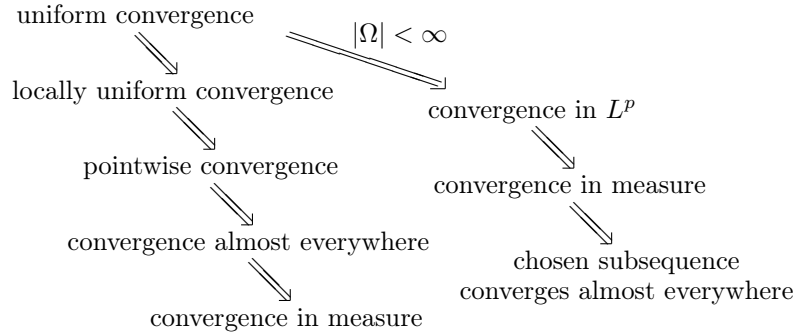 uniform convergence
|Ω| < ∞
locally uniform convergence
convergence in L^p
pointwise convergence
convergence in measure
convergence almost everywhere
chosen subsequence
converges almost everywhere
convergence in measure